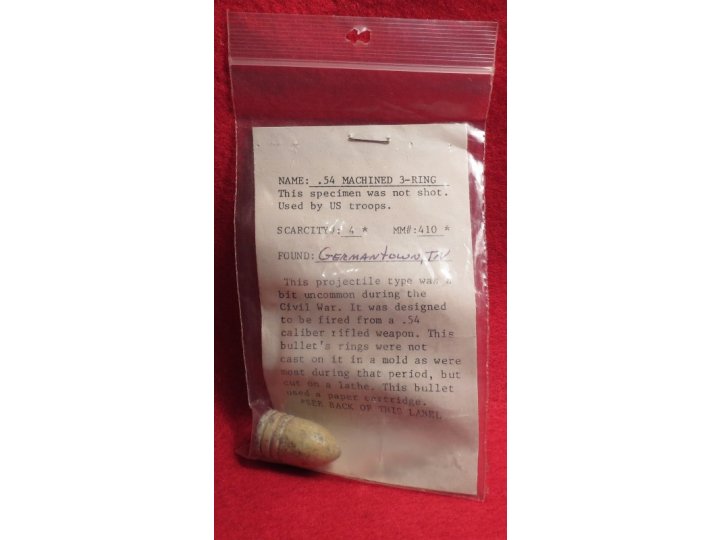 NAME: .54 MACHINED 3-RING
This specimen was not shot.
Used by US troops.
SCARCITY#: 4 * MM#:410 *
FOUND: GERMANTOWN, TN
This projectile type was a
bit uncommon during the
Civil War. It was designed
to be fired from a .54
caliber rifled weapon. This
bullet's rings were not
cast on it in a mold as were
most during that period, but
cut on a lathe. This bullet
used a paper cartridge.
*SEE BACK OF THIS LABEL